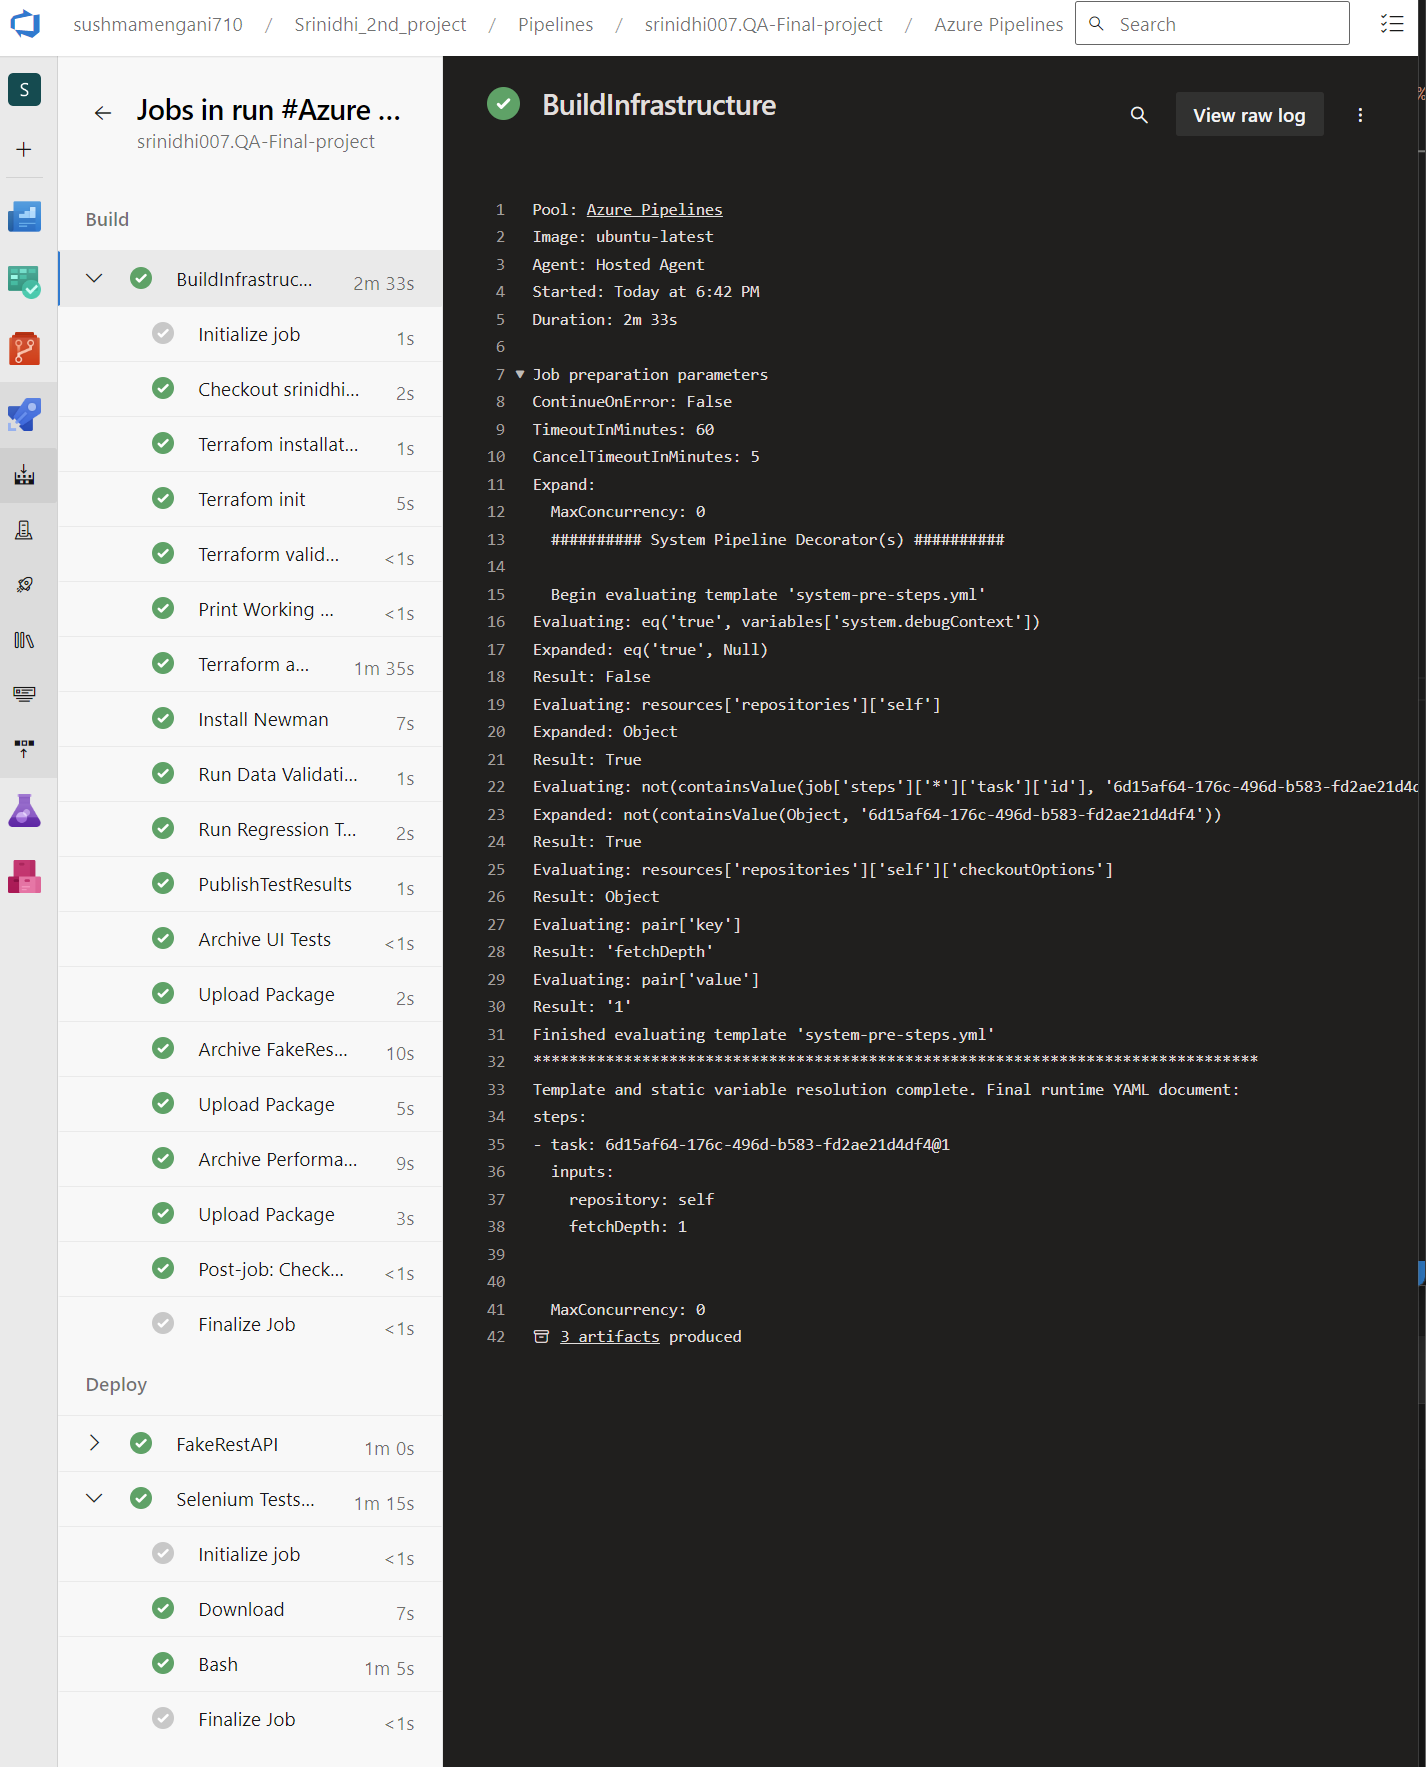 sushmamengani710 / Srinidhi_2nd_project / Pipelines / srinidhi007.QA-Final-project / Azure Pipelines
Search
S
Jobs in run #Azure ...
srinidhi007.QA-Final-project
Build
BuildInfrastruc... 2m 33s
Initialize job 1s
Checkout srinidhi... 2s
Terrafom installat... 1s
Terrafom init 5s
Terraform valid... <1s
Print Working ... <1s
Terraform a... 1m 35s
Install Newman 7s
Run Data Validati... 1s
Run Regression T... 2s
PublishTestResults 1s
Archive UI Tests <1s
Upload Package 2s
Archive FakeRes... 10s
Upload Package 5s
Archive Performa... 9s
Upload Package 3s
Post-job: Check... <1s
Finalize Job <1s
Deploy
FakeRestAPI 1m 0s
Selenium Tests... 1m 15s
Initialize job <1s
Download 7s
Bash 1m 5s
Finalize Job <1s
BuildInfrastructure
View raw log
1 Pool: Azure Pipelines
2 Image: ubuntu-latest
3 Agent: Hosted Agent
4 Started: Today at 6:42 PM
5 Duration: 2m 33s
6
7 Job preparation parameters
8 ContinueOnError: False
9 TimeoutInMinutes: 60
10 CancelTimeoutInMinutes: 5
11 Expand:
12 MaxConcurrency: 0
13 ########## System Pipeline Decorator(s) ##########
14
15 Begin evaluating template 'system-pre-steps.yml'
16 Evaluating: eq('true', variables['system.debugContext'])
17 Expanded: eq('true', Null)
18 Result: False
19 Evaluating: resources['repositories']['self']
20 Expanded: Object
21 Result: True
22 Evaluating: not(containsValue(job['steps']['*']['task']['id'], '6d15af64-176c-496d-b583-fd2ae21d4d
23 Expanded: not(containsValue(Object, '6d15af64-176c-496d-b583-fd2ae21d4df4'))
24 Result: True
25 Evaluating: resources['repositories']['self']['checkoutOptions']
26 Result: Object
27 Evaluating: pair['key']
28 Result: 'fetchDepth'
29 Evaluating: pair['value']
30 Result: '1'
31 Finished evaluating template 'system-pre-steps.yml'
32 ********************************************************************************
33 Template and static variable resolution complete. Final runtime YAML document:
34 steps:
35 - task: 6d15af64-176c-496d-b583-fd2ae21d4df4@1
36 inputs:
37 repository: self
38 fetchDepth: 1
39
40
41 MaxConcurrency: 0
42 3 artifacts produced